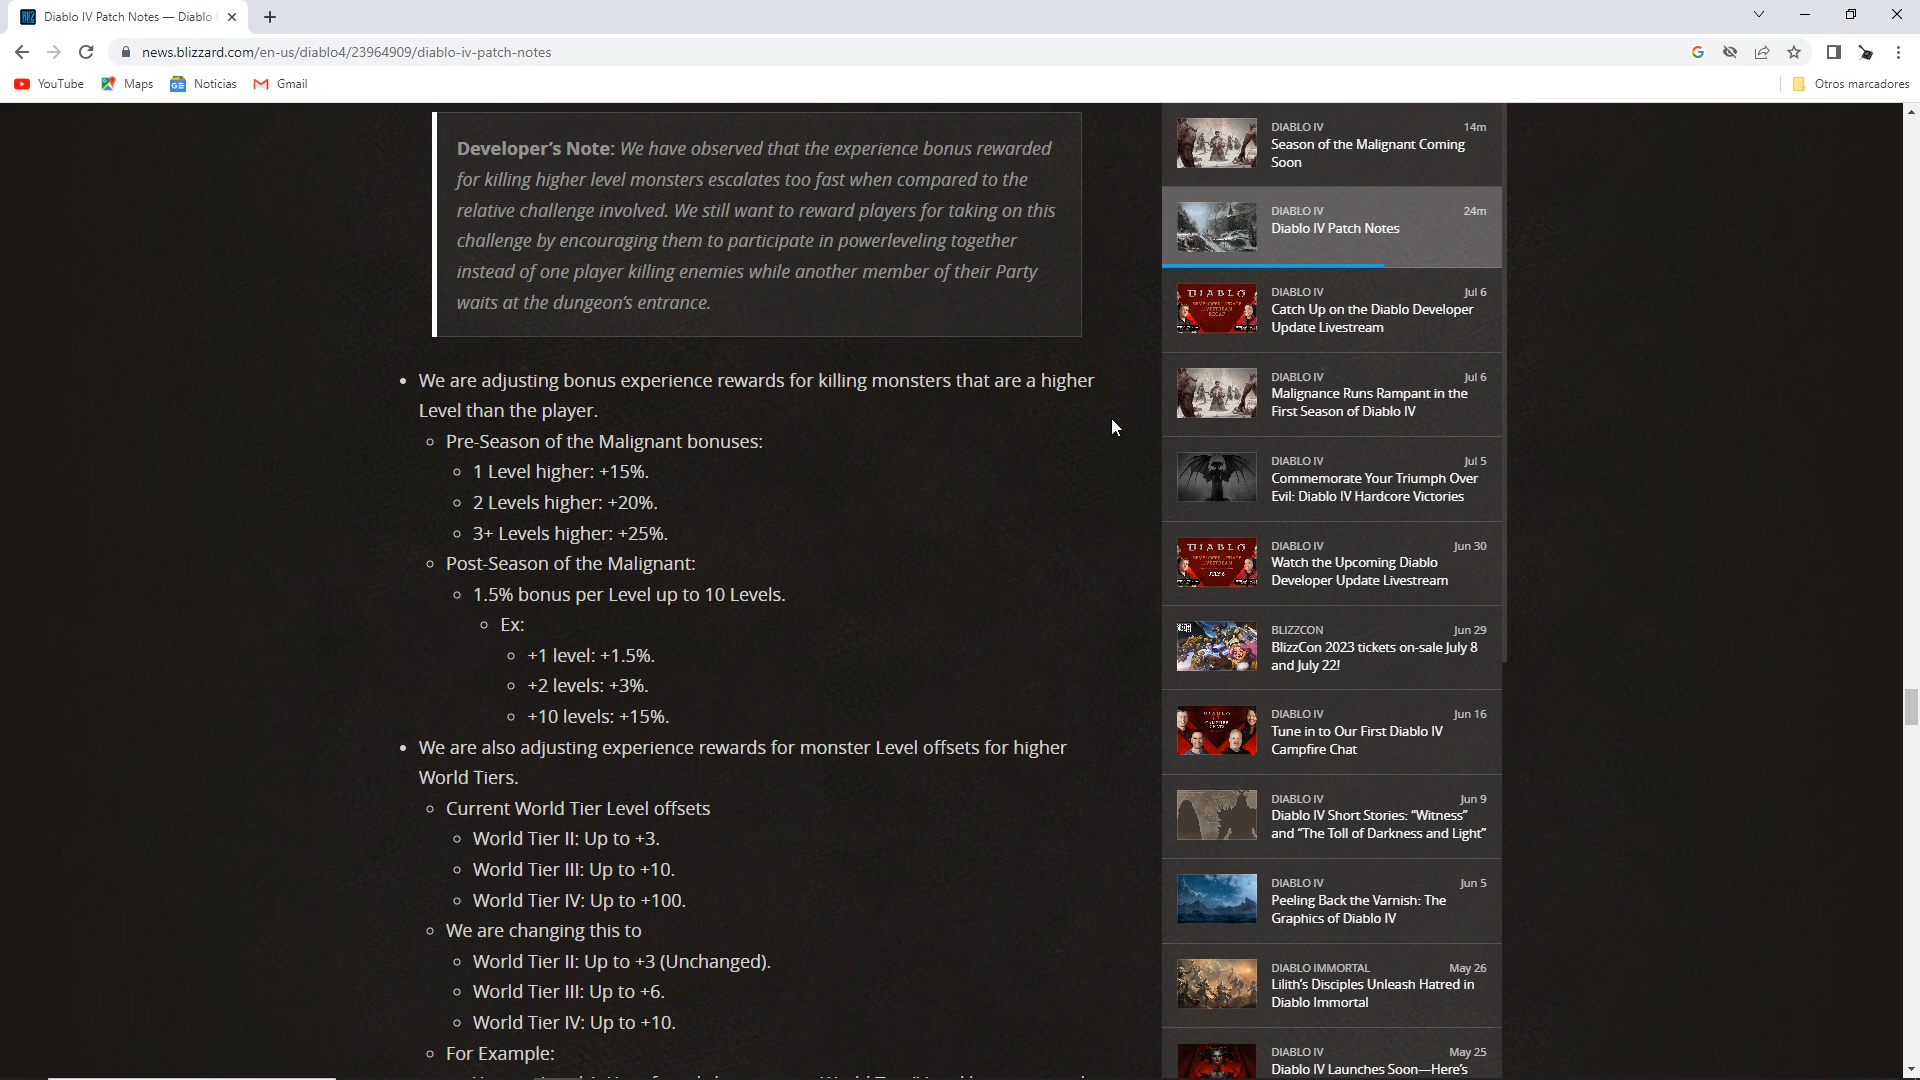 Diablo IV Patch Notes — Diablo
news.blizzard.com/en-us/diablo4/23964909/diablo-iv-patch-notes
YouTube
Maps
Noticias
Gmail
Otros marcadores
Developer's Note: We have observed that the experience bonus rewarded
for killing higher level monsters escalates too fast when compared to the
relative challenge involved. We still want to reward players for taking on this
challenge by encouraging them to participate in powerleveling together
instead of one player killing enemies while another member of their Party
waits at the dungeon's entrance.
We are adjusting bonus experience rewards for killing monsters that are a higher
Level than the player.
Pre-Season of the Malignant bonuses:
1 Level higher: +15%.
2 Levels higher: +20%.
3+ Levels higher: +25%.
Post-Season of the Malignant:
1.5% bonus per Level up to 10 Levels.
Ex:
+1 level: +1.5%.
+2 levels: +3%.
+10 levels: +15%.
We are also adjusting experience rewards for monster Level offsets for higher
World Tiers.
Current World Tier Level offsets
World Tier II: Up to +3.
World Tier III: Up to +10.
World Tier IV: Up to +100.
We are changing this to
World Tier II: Up to +3 (Unchanged).
World Tier III: Up to +6.
World Tier IV: Up to +10.
For Example:
DIABLO IV 14m
Season of the Malignant Coming
Soon
DIABLO IV 24m
Diablo IV Patch Notes
DIABLO IV Jul 6
Catch Up on the Diablo Developer
Update Livestream
DIABLO IV Jul 6
Malignance Runs Rampant in the
First Season of Diablo IV
DIABLO IV Jul 5
Commemorate Your Triumph Over
Evil: Diablo IV Hardcore Victories
DIABLO IV Jun 30
Watch the Upcoming Diablo
Developer Update Livestream
BLIZZCON Jun 29
BlizzCon 2023 tickets on-sale July 8
and July 22!
DIABLO IV Jun 16
Tune in to Our First Diablo IV
Campfire Chat
DIABLO IV Jun 9
Diablo IV Short Stories: "Witness"
and "The Toll of Darkness and Light"
DIABLO IV Jun 5
Peeling Back the Varnish: The
Graphics of Diablo IV
DIABLO IMMORTAL May 26
Lilith's Disciples Unleash Hatred in
Diablo Immortal
DIABLO IV May 25
Diablo IV Launches Soon—Here's